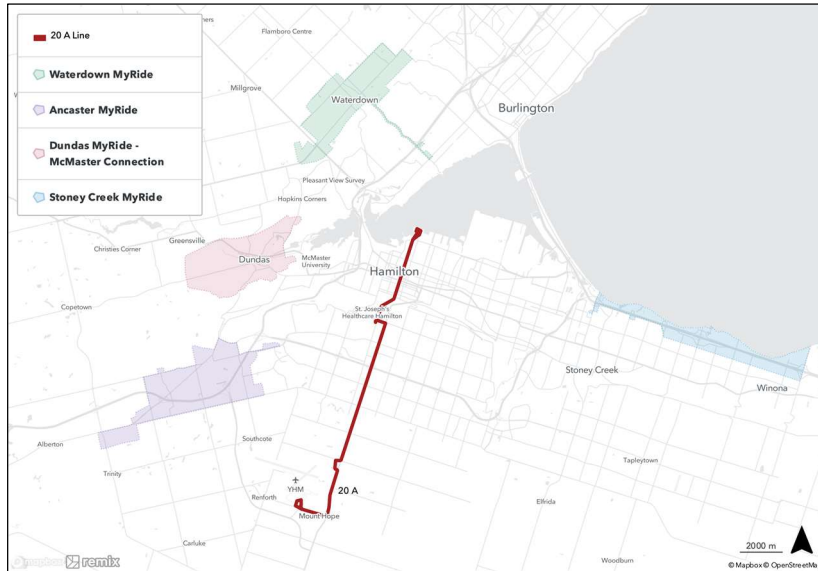 20 A Line
Waterdown MyRide
Ancaster MyRide
Dundas MyRide -
McMaster Connection
Stoney Creek MyRide
Flamboro Centre
Millgrove
Waterdown
Burlington
Pleasant View Survey
Hopkins Corners
Greensville
Christies Corner
Dundas
McMaster
University
Hamilton
Copetown
St. Joseph's
Healthcare Hamilton
Stoney Creek
Winona
Alberton
Southcote
Trinity
Tapleytown
YHM
Renforth
20 A
Mount Hope
Elfrida
Carluke
Woodburn
2000 m
mapbox remix
© Mapbox © OpenStreetMa